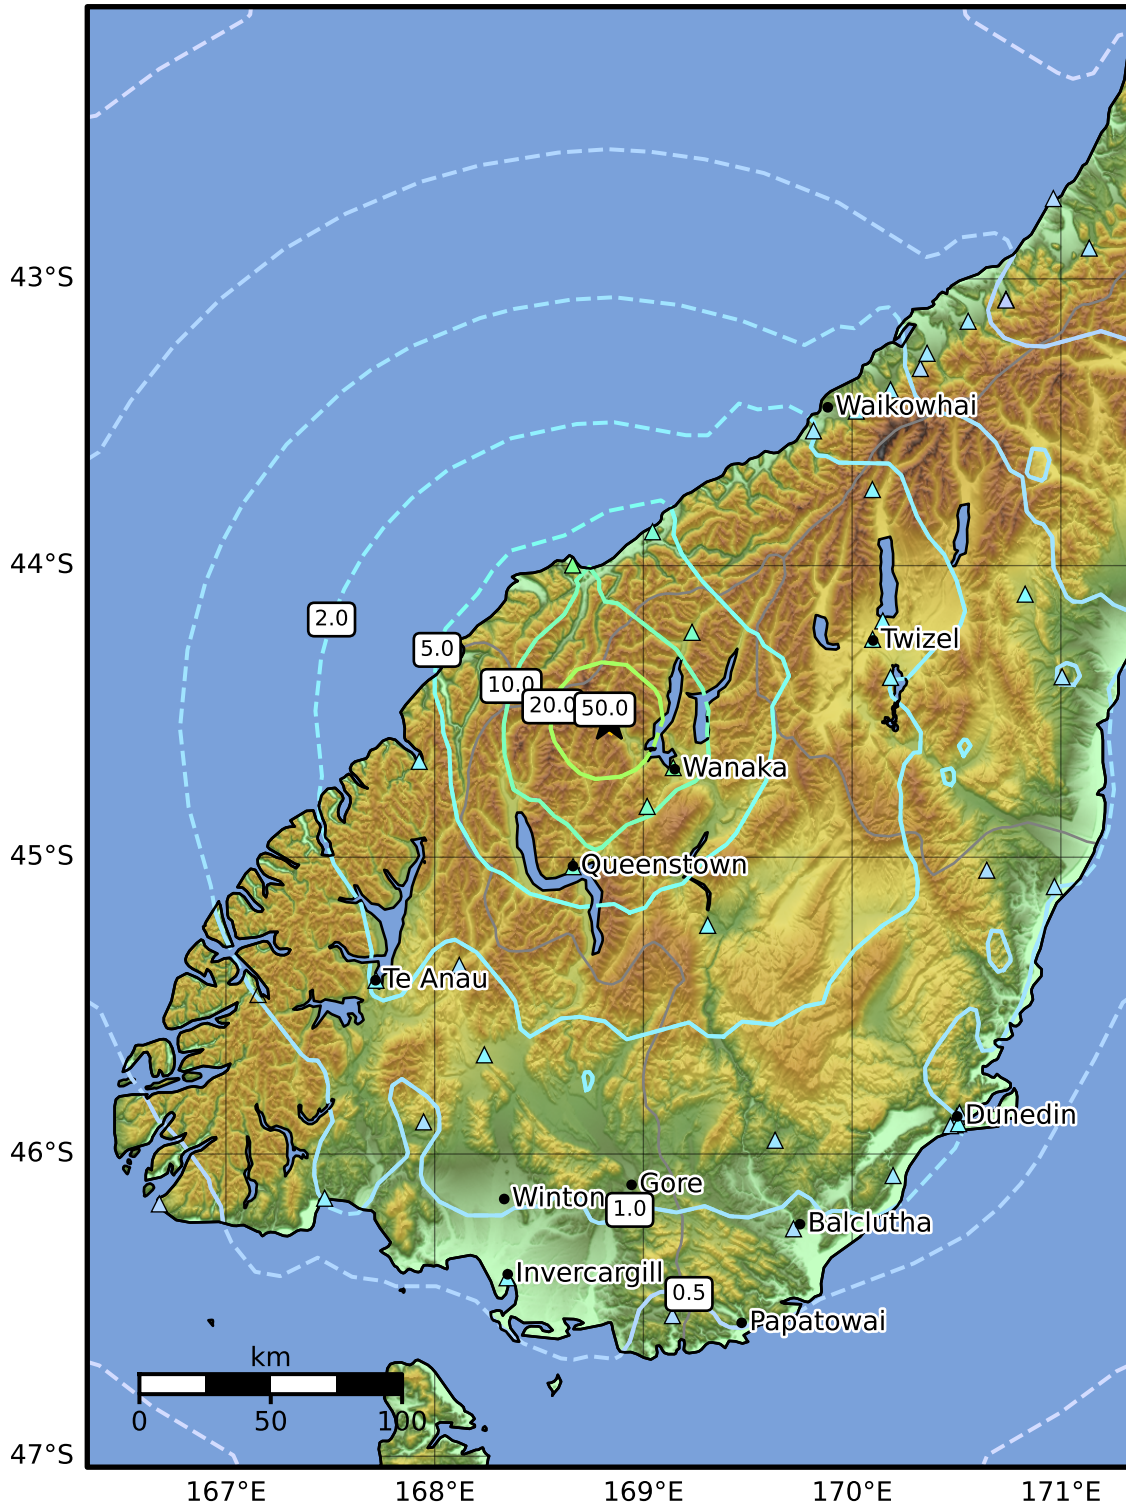 43°S
Waikowhai
44°S
2.0
Twizel
5.0
10.0
20.0
50.0
Wanaka
45°S
Queenstown
Te Anau
Dunedin
46°S
Gore
Winton
1.0
Balclutha
Invercargill
0.5
Papatowai
km
0 50 100
47°S
167°E 168°E 169°E 170°E 171°E